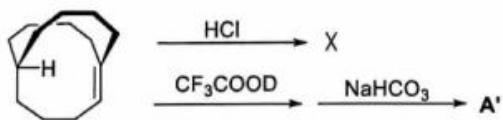 HCl
X
H
CF₃COOD
NaHCO₃
A'